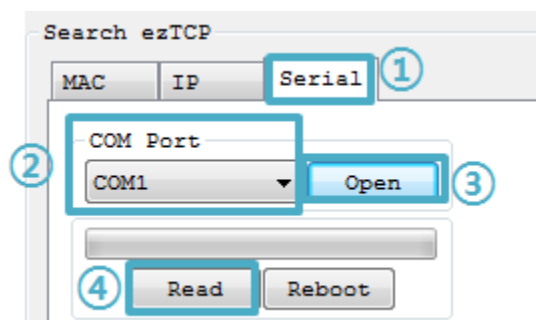 Search ezTCP
MAC IP Serial ①
COM Port
② COM1 Open ③
④ Read Reboot